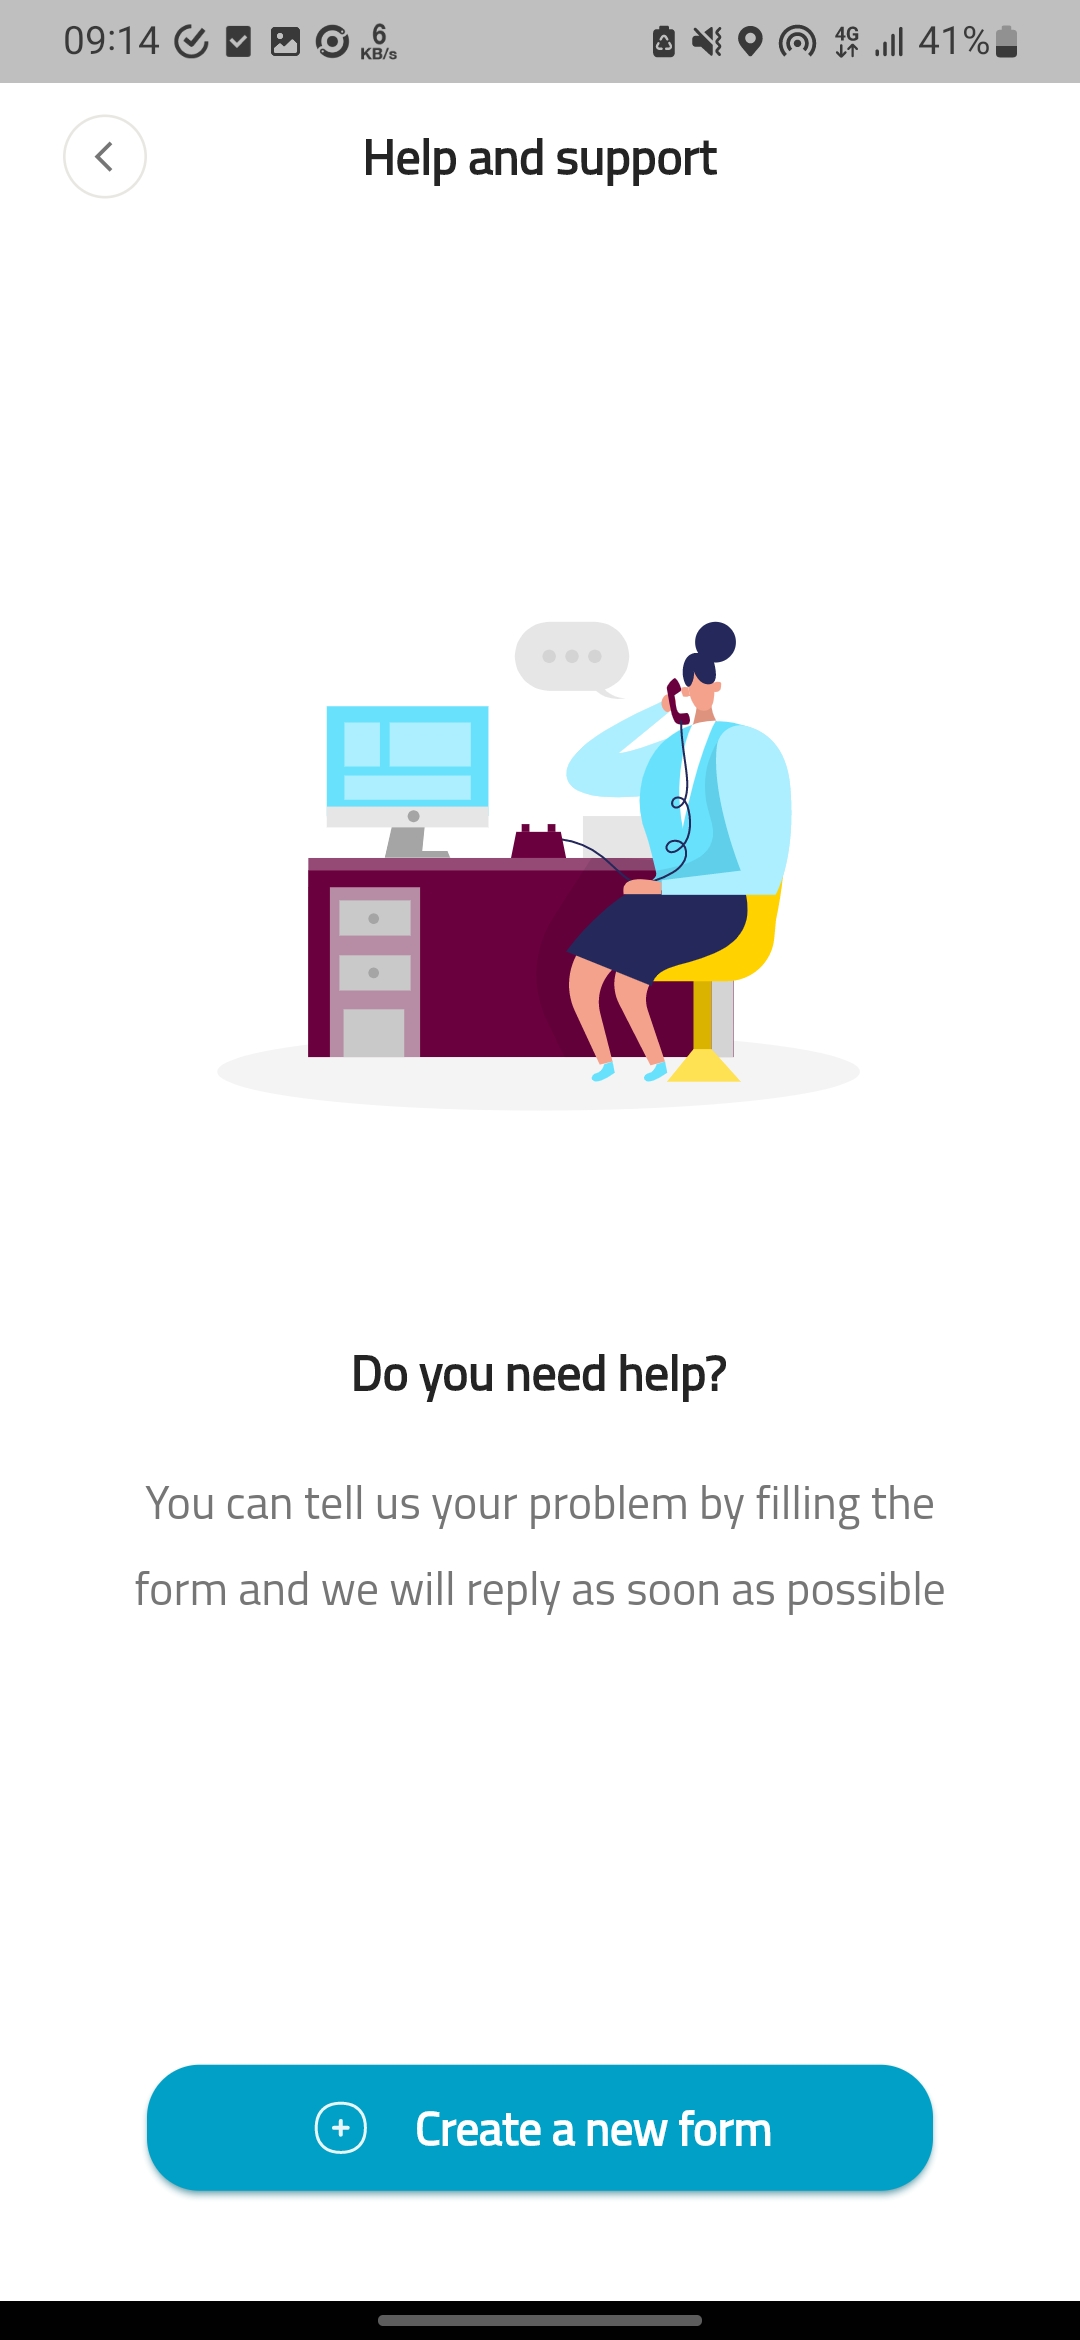 09:14 6 KB/s 4G 41%
Help and support
Do you need help?
You can tell us your problem by filling the
form and we will reply as soon as possible
Create a new form